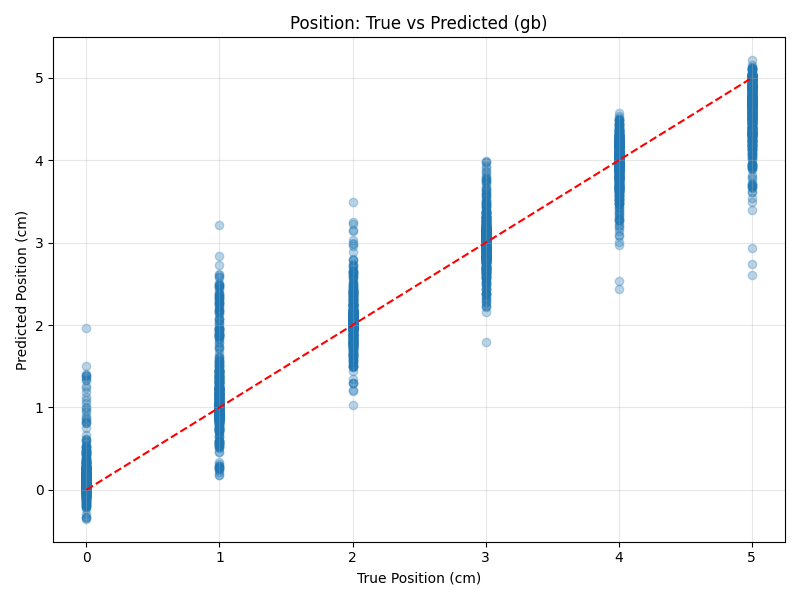 Position: True vs Predicted (gb)
Predicted Position (cm)
5
4
3
2
1
0
0 1 2 3 4 5
True Position (cm)